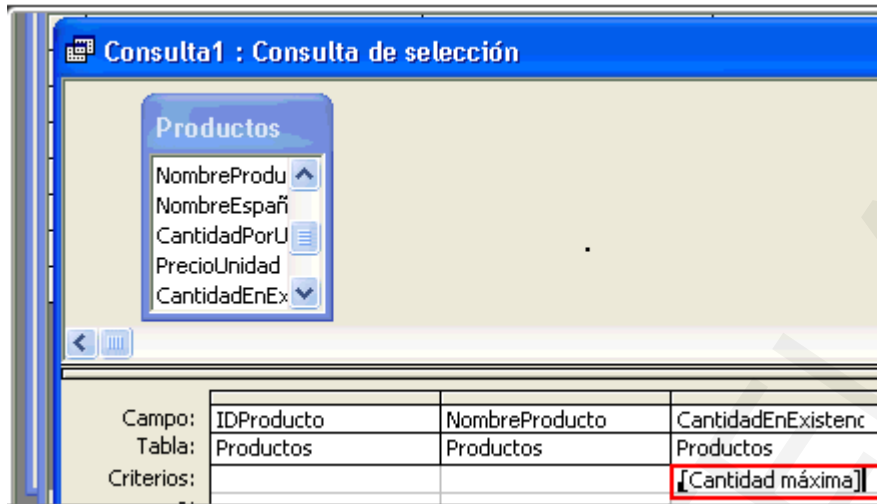 Consulta1 : Consulta de selección
Productos
NombreProdu
NombreEspañ
CantidadPorU
PrecioUnidad
CantidadEnEx
Campo: IDProducto NombreProducto CantidadEnExistenc
Tabla: Productos Productos Productos
Criterios: [Cantidad máxima]